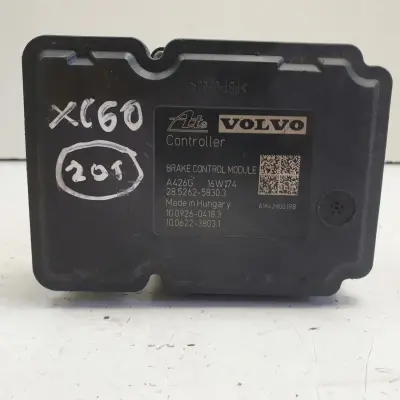 XC60
201
Ate VOLVO
Controller
BRAKE CONTROL MODULE
A426G 16W174
28.5262-5830.3
Made in Hungary
10.0926-0418.3
10.0622-3803.1